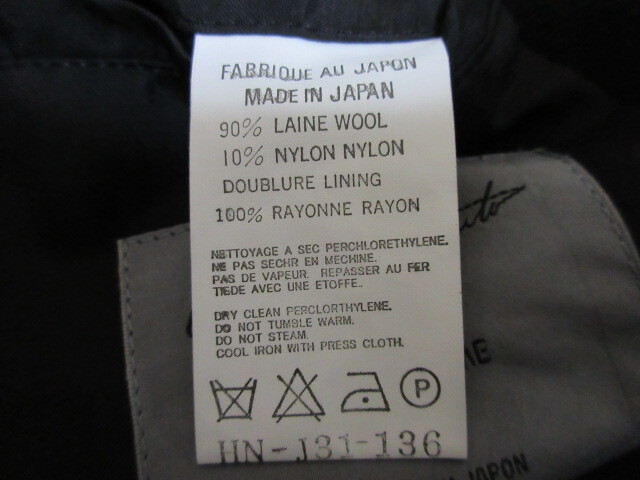 FABRIQUE AU JAPON
MADE IN JAPAN
90% LAINE WOOL
10% NYLON NYLON
DOUBLURE LINING
100% RAYONNE RAYON
NETTOYAGE A SEC PERCHLORETHYLENE.
NE PAS SECHR EN MECHINE.
PAS DE VAPEUR. REPASSER AU FER
TIEDE AVEC UNE ETOFFE.
DRY CLEAN PERCLORTHYLENE.
DO NOT TUMBLE WARM.
DO NOT STEAM.
COOL IRON WITH PRESS CLOTH.
P
HN-J31-136
JAPON